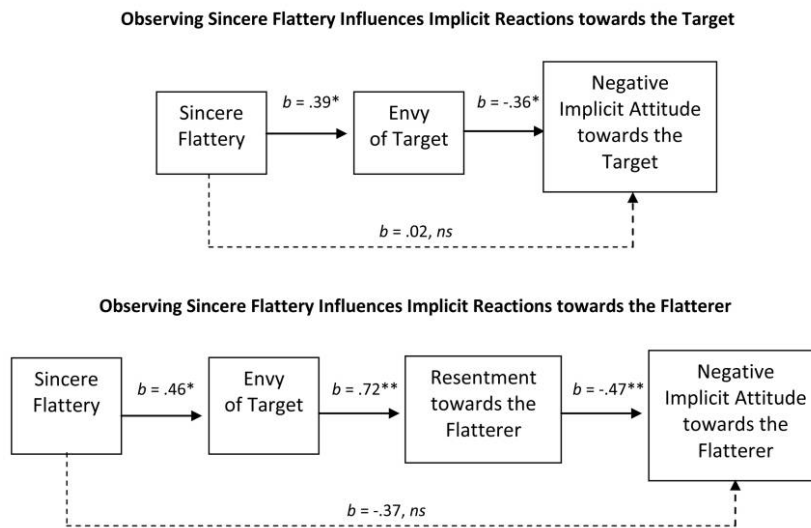 Observing Sincere Flattery Influences Implicit Reactions towards the Target
Sincere
Flattery
b = .39*
Envy
of Target
b = -.36*
Negative
Implicit Attitude
towards the
Target
b = .02, ns
Observing Sincere Flattery Influences Implicit Reactions towards the Flatterer
Sincere
Flattery
b = .46*
Envy
of Target
b = .72**
Resentment
towards the
Flatterer
b = -.47**
Negative
Implicit Attitude
towards the
Flatterer
b = -.37, ns